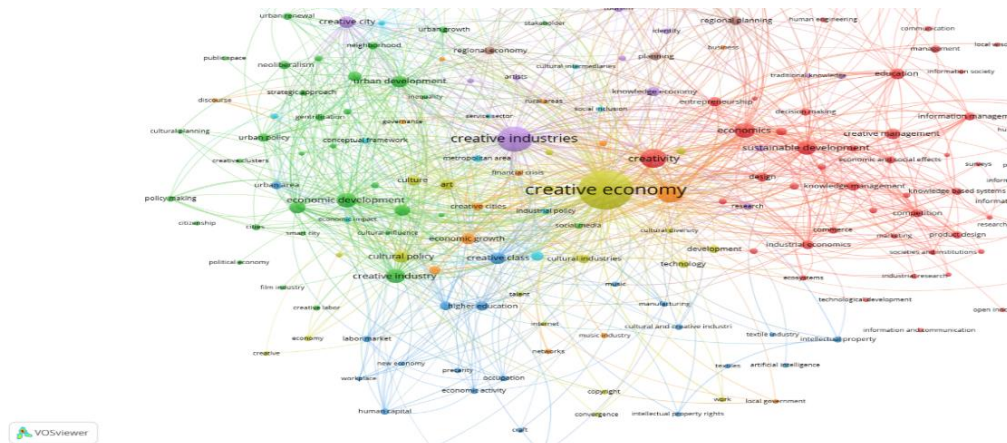 urban renewal
creative city
stakeholder
identity
regional planning
human engineering
communication
urban growth
neighborhood
regional economy
business
management
public space
cultural intermediaries
planning
information society
neoliberalism
artists
education
urban development
traditional knowledge
strategic approach
inequality
knowledge economy
discourse
rural areas
entrepreneurship
gentrification
service sector
social inclusion
decision making
governance
cultural planning
economics
creative management
urban policy
conceptual framework
creative industries
sustainable development
creative clusters
metropolitan area
creativity
economic and social effects
surveys
urban area
culture
financial crisis
design
art
creative economy
knowledge management
knowledge based systems
policy making
economic development
creative cities
research
industrial policy
competition
citizenship
economic impact
cities
social media
commerce
smart city
cultural influence
cultural diversity
marketing
product design
economic growth
industrial economics
development
societies and institutions
cultural policy
creative class
cultural industries
political economy
technology
creative industry
ecosystems
industrial research
film industry
music
talent
higher education
manufacturing
technological development
creative labor
open in
internet
cultural and creative industri
economy
labor market
music industry
textile industry
information and communication
intellectual property
creative
networks
new economy
textiles
artificial intelligence
precarity
workplace
occupation
economic activity
copyright
work
local government
human capital
convergence
intellectual property rights
craft
VOSviewer